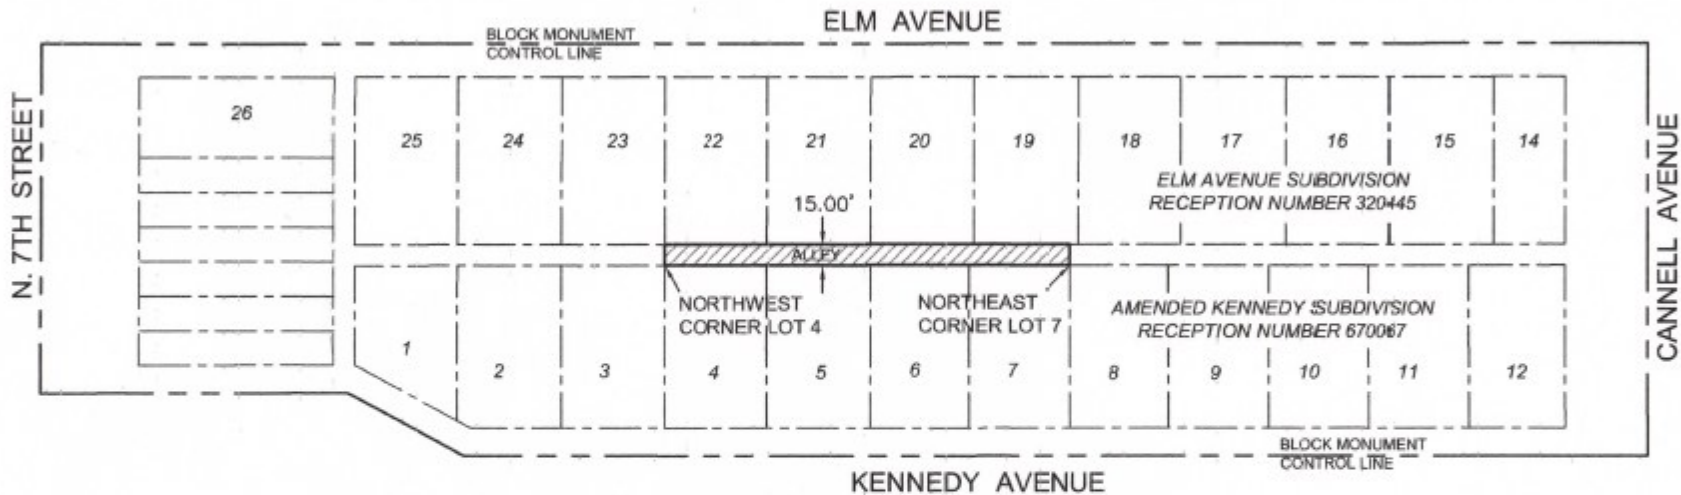 ELM AVENUE
BLOCK MONUMENT
CONTROL LINE
N. 7TH STREET
CANNELL AVENUE
26
25
24
23
22
21
20
19
18
17
16
15
14
ELM AVENUE SUBDIVISION
RECEPTION NUMBER 320445
15.00'
ALLEY
NORTHWEST
CORNER LOT 4
NORTHEAST
CORNER LOT 7
AMENDED KENNEDY SUBDIVISION
RECEPTION NUMBER 670067
1
2
3
4
5
6
7
8
9
10
11
12
BLOCK MONUMENT
CONTROL LINE
KENNEDY AVENUE